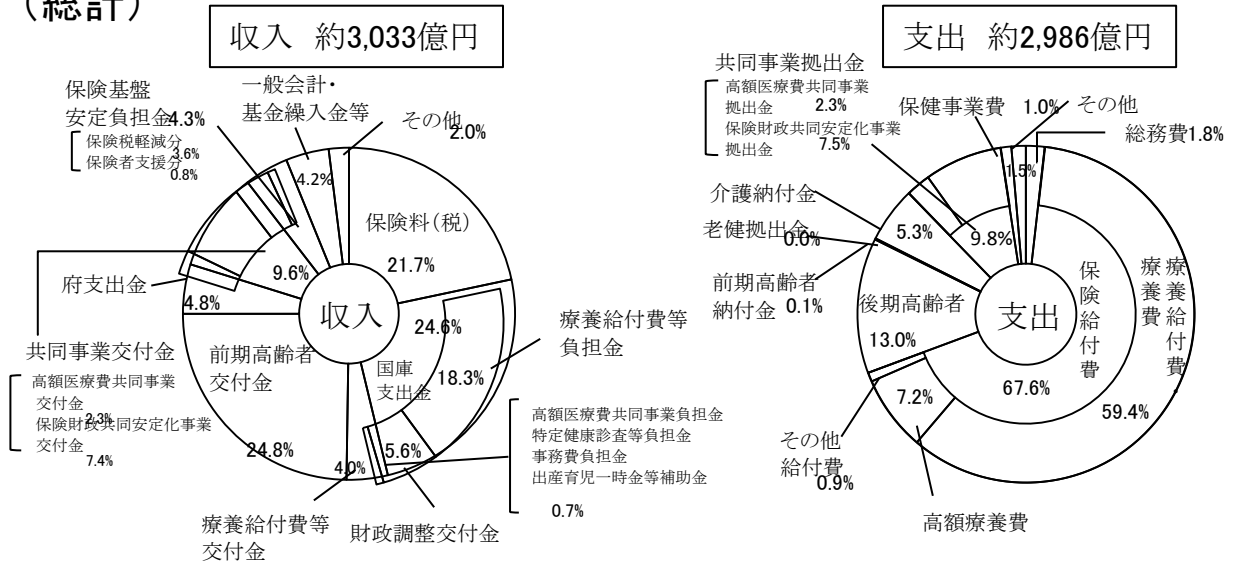 (総計)
収入 約3,033億円
保険基盤
安定負担金
4.3%
保険税軽減分
3.6%
保険者支援分
0.8%
一般会計・
基金繰入金等
4.2%
その他
2.0%
保険料(税)
21.7%
9.6%
府支出金
4.8%
収入
24.6%
国庫
支出金
18.3%
療養給付費等
負担金
共同事業交付金
高額医療費共同事業
交付金
2.3%
保険財政共同安定化事業
交付金
7.4%
前期高齢者
交付金
24.8%
4.0%
5.6%
高額医療費共同事業負担金
特定健康診査等負担金
事務費負担金
出産育児一時金等補助金
0.7%
療養給付費等
交付金
財政調整交付金
支出 約2,986億円
共同事業拠出金
高額医療費共同事業
拠出金
2.3%
保険財政共同安定化事業
拠出金
7.5%
保健事業費
1.0%
その他
1.5%
総務費1.8%
介護納付金
5.3%
老健拠出金
0.0%
9.8%
前期高齢者
納付金
0.1%
後期高齢者
13.0%
支出
保険給付費
67.6%
療養費
療養給付費
59.4%
7.2%
その他
給付費
0.9%
高額療養費